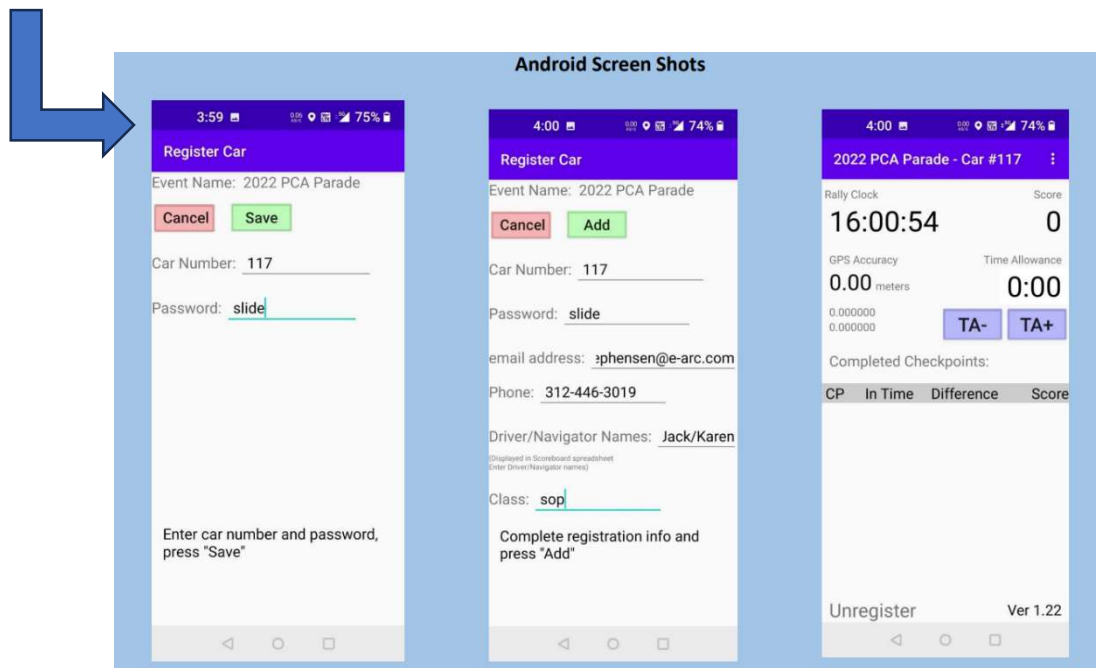 Android Screen Shots
3:59 75%
Register Car
Event Name: 2022 PCA Parade
Cancel Save
Car Number: 117
Password: slide
Enter car number and password,
press "Save"
4:00 74%
Register Car
Event Name: 2022 PCA Parade
Cancel Add
Car Number: 117
Password: slide
email address: ephensen@e-arc.com
Phone: 312-446-3019
Driver/Navigator Names: Jack/Karen
(Displayed in Scoreboard spreadsheet
Enter Driver/Navigator names)
Class: sop
Complete registration info and
press "Add"
4:00 74%
2022 PCA Parade - Car #117
Rally Clock Score
16:00:54 0
GPS Accuracy Time Allowance
0.00 meters 0:00
0.000000
0.000000
TA- TA+
Completed Checkpoints:
CP In Time Difference Score
Unregister Ver 1.22